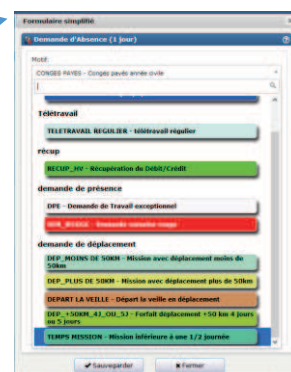 Formulaire simplifié
Demande d'Absence (1 jour)
Motif:
CONGES PAYES - Congés payés année civile
Télétravail
TELETRAVAIL REGULIER - télétravail régulier
récup
RECUP_HV - Récupération du Débit/Crédit
demande de présence
DPE - Demande de Travail exceptionnel
demande de déplacement
DEP_MOINS DE 50KM - Mission avec déplacement moins de
50km
DEP_PLUS DE 50KM - Mission avec déplacement plus de 50km
DEPART LA VEILLE - Départ la veille en déplacement
DEP_+50KM_4J_OU_5J - Forfait déplacement +50 km 4 jours
ou 5 jours
TEMPS MISSION - Mission inférieure à une 1/2 journée
Sauvegarder
Fermer